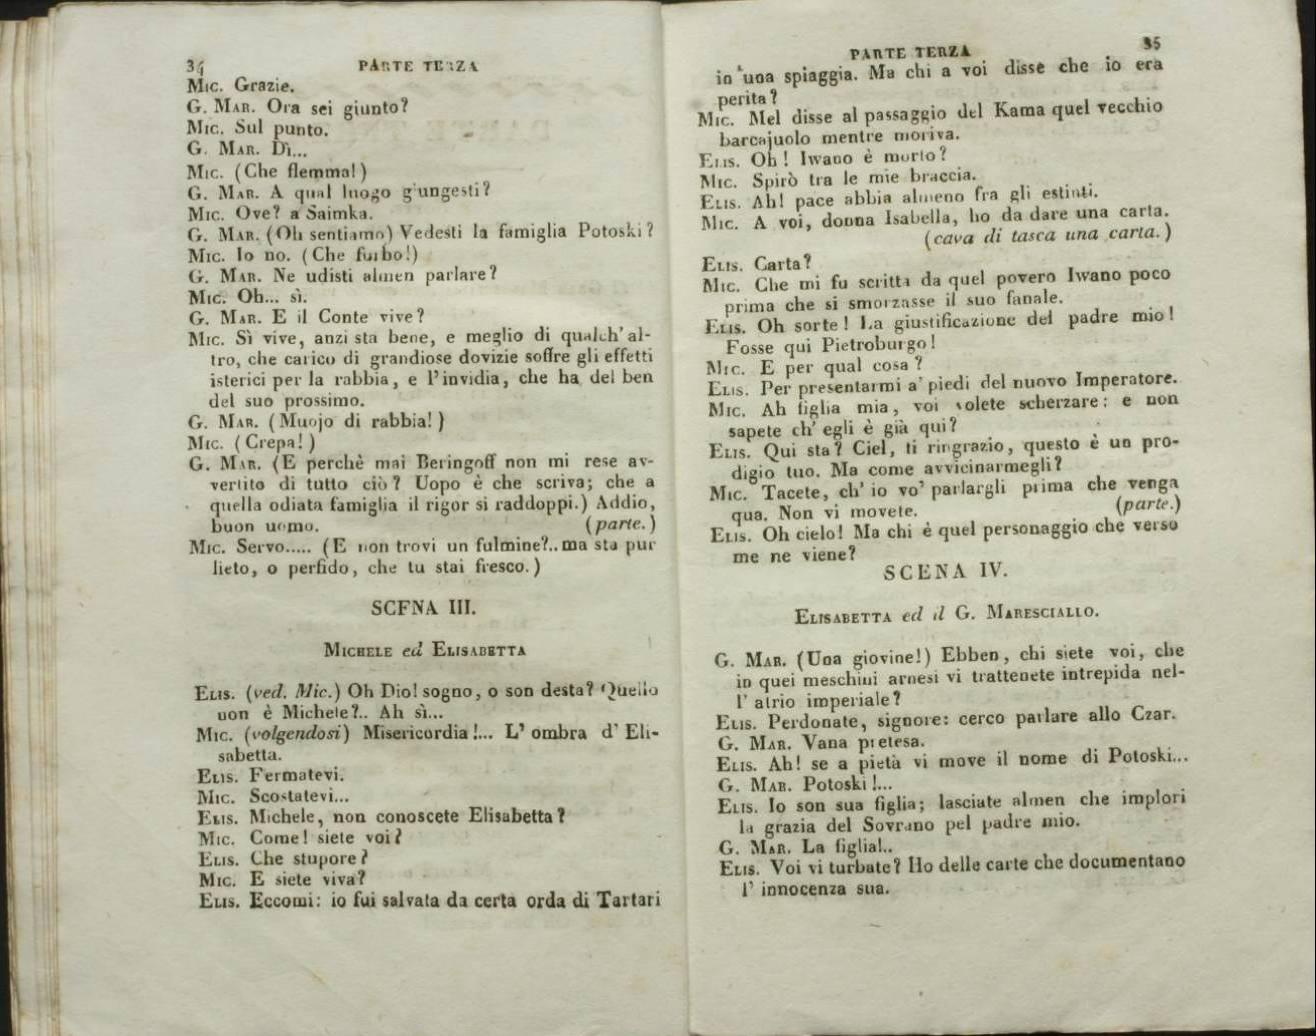 34
PARTE TERZA
Mic. Grazie.
G. Mar. Ora sei giunto?
Mic. Sul punto.
G. Mar. Dì...
Mic. (Che flemma!)
G. Mar. A qual luogo giungesti?
Mic. Ove? a Saimka.
G. Mar. (Oh sentiamo) Vedesti la famiglia Potoski?
Mic. Io no. (Che furbo!)
G. Mar. Ne udisti almen parlare?
Mic. Oh... sì.
G. Mar. E il Conte vive?
Mic. Sì vive, anzi sta bene, e meglio di qualch' al-
tro, che carico di grandiose dovizie soffre gli effetti
isterici per la rabbia, e l'invidia, che ha del ben
del suo prossimo.
G. Mar. (Muojo di rabbia!)
Mic. (Crepa!)
G. Mar. (E perchè mai Beringoff non mi rese av-
vertito di tutto ciò? Uopo è che scriva; che a
quella odiata famiglia il rigor si raddoppi.) Addio,
buon uomo. (parte.)
Mic. Servo..... (E non trovi un fulmine?.. ma sta pur
lieto, o perfido, che tu stai fresco.)
SCENA III.
Michele ed Elisabetta
Elis. (ved. Mic.) Oh Dio! sogno, o son desta? Quello
non è Michele?.. Ah sì...
Mic. (volgendosi) Misericordia!... L' ombra d' Eli-
sabetta.
Elis. Fermatevi.
Mic. Scostatevi...
Elis. Michele, non conoscete Elisabetta?
Mic. Come! siete voi?
Elis. Che stupore?
Mic. E siete viva?
Elis. Eccomi: io fui salvata da certa orda di Tartari
PARTE TERZA
35
in una spiaggia. Ma chi a voi disse che io era
perita?
Mic. Mel disse al passaggio del Kama quel vecchio
barcajuolo mentre moriva.
Elis. Oh! Iwano è morto?
Mic. Spirò tra le mie braccia.
Elis. Ah! pace abbia almeno fra gli estinti.
Mic. A voi, donna Isabella, ho da dare una carta.
(cava di tasca una carta.)
Elis. Carta?
Mic. Che mi fu scritta da quel povero Iwano poco
prima che si smorzasse il suo fanale.
Elis. Oh sorte! La giustificazione del padre mio!
Fosse qui Pietroburgo!
Mic. E per qual cosa?
Elis. Per presentarmi a' piedi del nuovo Imperatore.
Mic. Ah figlia mia, voi volete scherzare: e non
sapete ch' egli è già qui?
Elis. Qui sta? Ciel, ti ringrazio, questo è un pro-
digio tuo. Ma come avvicinarmegli?
Mic. Tacete, ch' io vo' parlargli prima che venga
qua. Non vi movete. (parte.)
Elis. Oh cielo! Ma chi è quel personaggio che verso
me ne viene?
SCENA IV.
Elisabetta ed il G. Maresciallo.
G. Mar. (Una giovine!) Ebben, chi siete voi, che
in quei meschini arnesi vi trattenete intrepida nel-
l' atrio imperiale?
Elis. Perdonate, signore: cerco parlare allo Czar.
G. Mar. Vana pretesa.
Elis. Ah! se a pietà vi move il nome di Potoski...
G. Mar. Potoski!...
Elis. Io son sua figlia; lasciate almen che implori
la grazia del Sovrano pel padre mio.
G. Mar. La figlia!..
Elis. Voi vi turbate? Ho delle carte che documentano
l' innocenza sua.